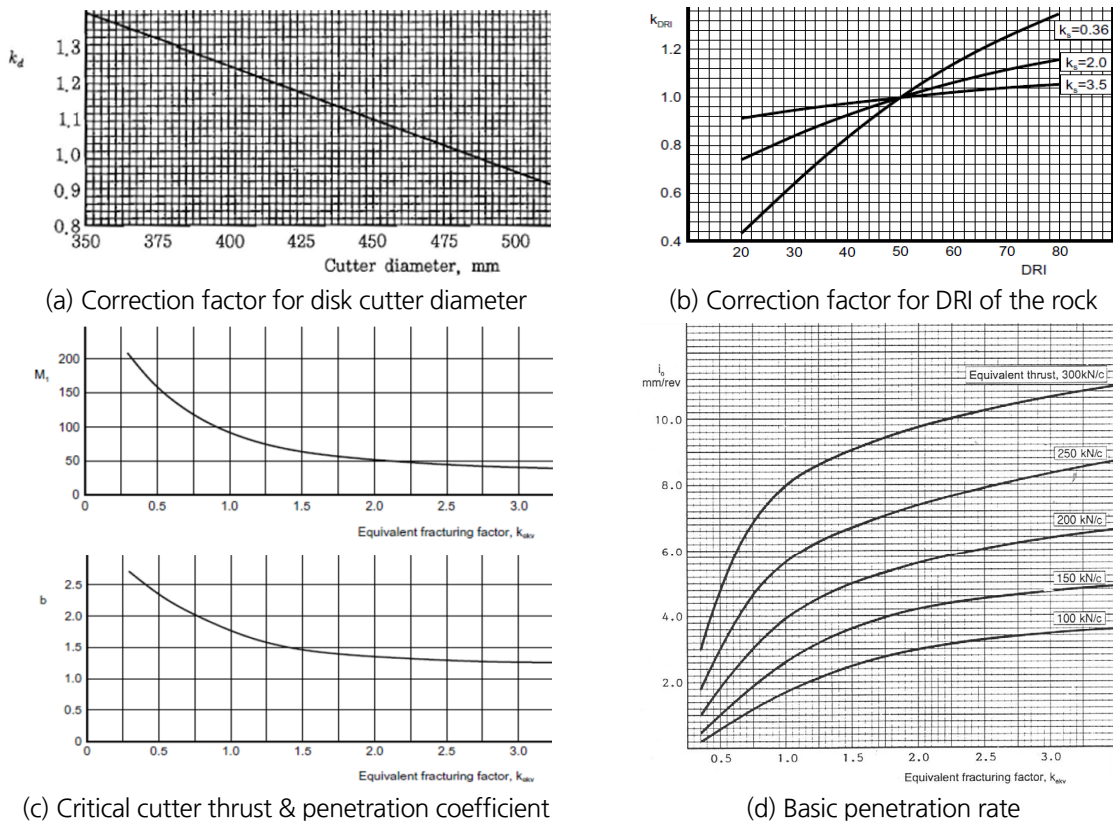 k_d
1,3
1,2
1,1
1,0
0,9
0,8
350 375 400 425 450 475 500
Cutter diameter, mm
(a) Correction factor for disk cutter diameter
k_DRI
1.2
1.0
0.8
0.6
0.4
k_s=0.36
k_s=2.0
k_s=3.5
20 30 40 50 60 70 80
DRI
(b) Correction factor for DRI of the rock
M_1
200
150
100
50
0
0 0.5 1.0 1.5 2.0 2.5 3.0
Equivalent fracturing factor, k_ekv
b
2.5
2.0
1.5
1.0
0.5
0
0 0.5 1.0 1.5 2.0 2.5 3.0
Equivalent fracturing factor, k_ekv
(c) Critical cutter thrust & penetration coefficient
i_0
mm/rev
10.0
8.0
6.0
4.0
2.0
Equivalent thrust, 300kN/c
250 kN/c
200 kN/c
150 kN/c
100 kN/c
0.5 1.0 1.5 2.0 2.5 3.0
Equivalent fracturing factor, k_ekv
(d) Basic penetration rate